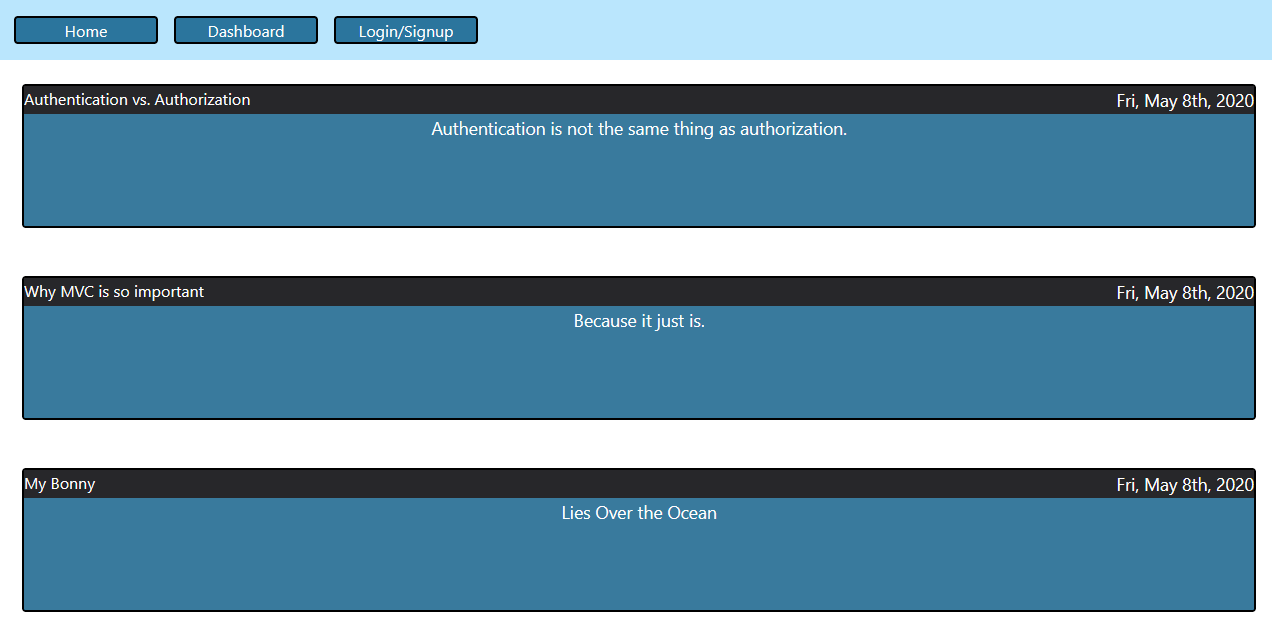 Home Dashboard Login/Signup
Authentication vs. Authorization Fri, May 8th, 2020
Authentication is not the same thing as authorization.
Why MVC is so important Fri, May 8th, 2020
Because it just is.
My Bonny Fri, May 8th, 2020
Lies Over the Ocean